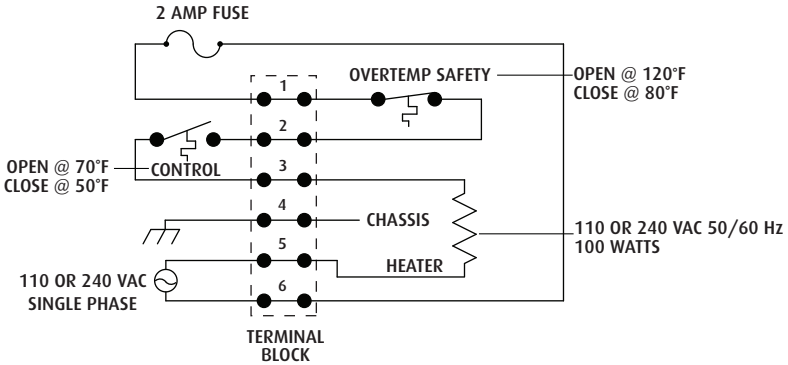 2 AMP FUSE
OVERTEMP SAFETY
OPEN @ 120°F
CLOSE @ 80°F
1
2
OPEN @ 70°F
CLOSE @ 50°F
CONTROL
3
4
CHASSIS
110 OR 240 VAC 50/60 Hz
100 WATTS
5
HEATER
110 OR 240 VAC
SINGLE PHASE
6
TERMINAL
BLOCK